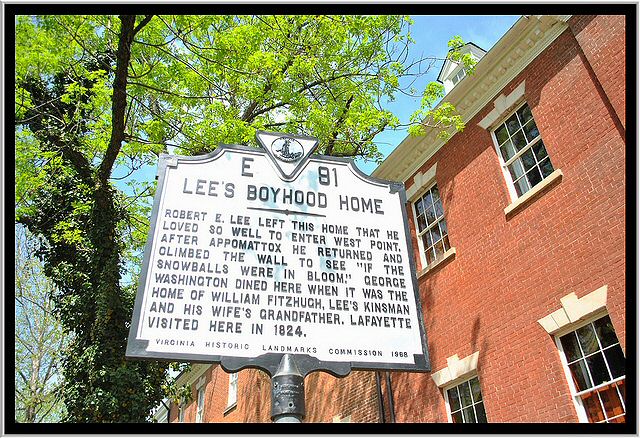 E 81
LEE'S BOYHOOD HOME
ROBERT E. LEE LEFT THIS HOME THAT HE
LOVED SO WELL TO ENTER WEST POINT.
AFTER APPOMATTOX HE RETURNED AND
CLIMBED THE WALL TO SEE "IF THE
SNOWBALLS WERE IN BLOOM." GEORGE
WASHINGTON DINED HERE WHEN IT WAS THE
HOME OF WILLIAM FITZHUGH, LEE'S KINSMAN
AND HIS WIFE'S GRANDFATHER. LAFAYETTE
VISITED HERE IN 1824.
VIRGINIA HISTORIC LANDMARKS COMMISSION 1968